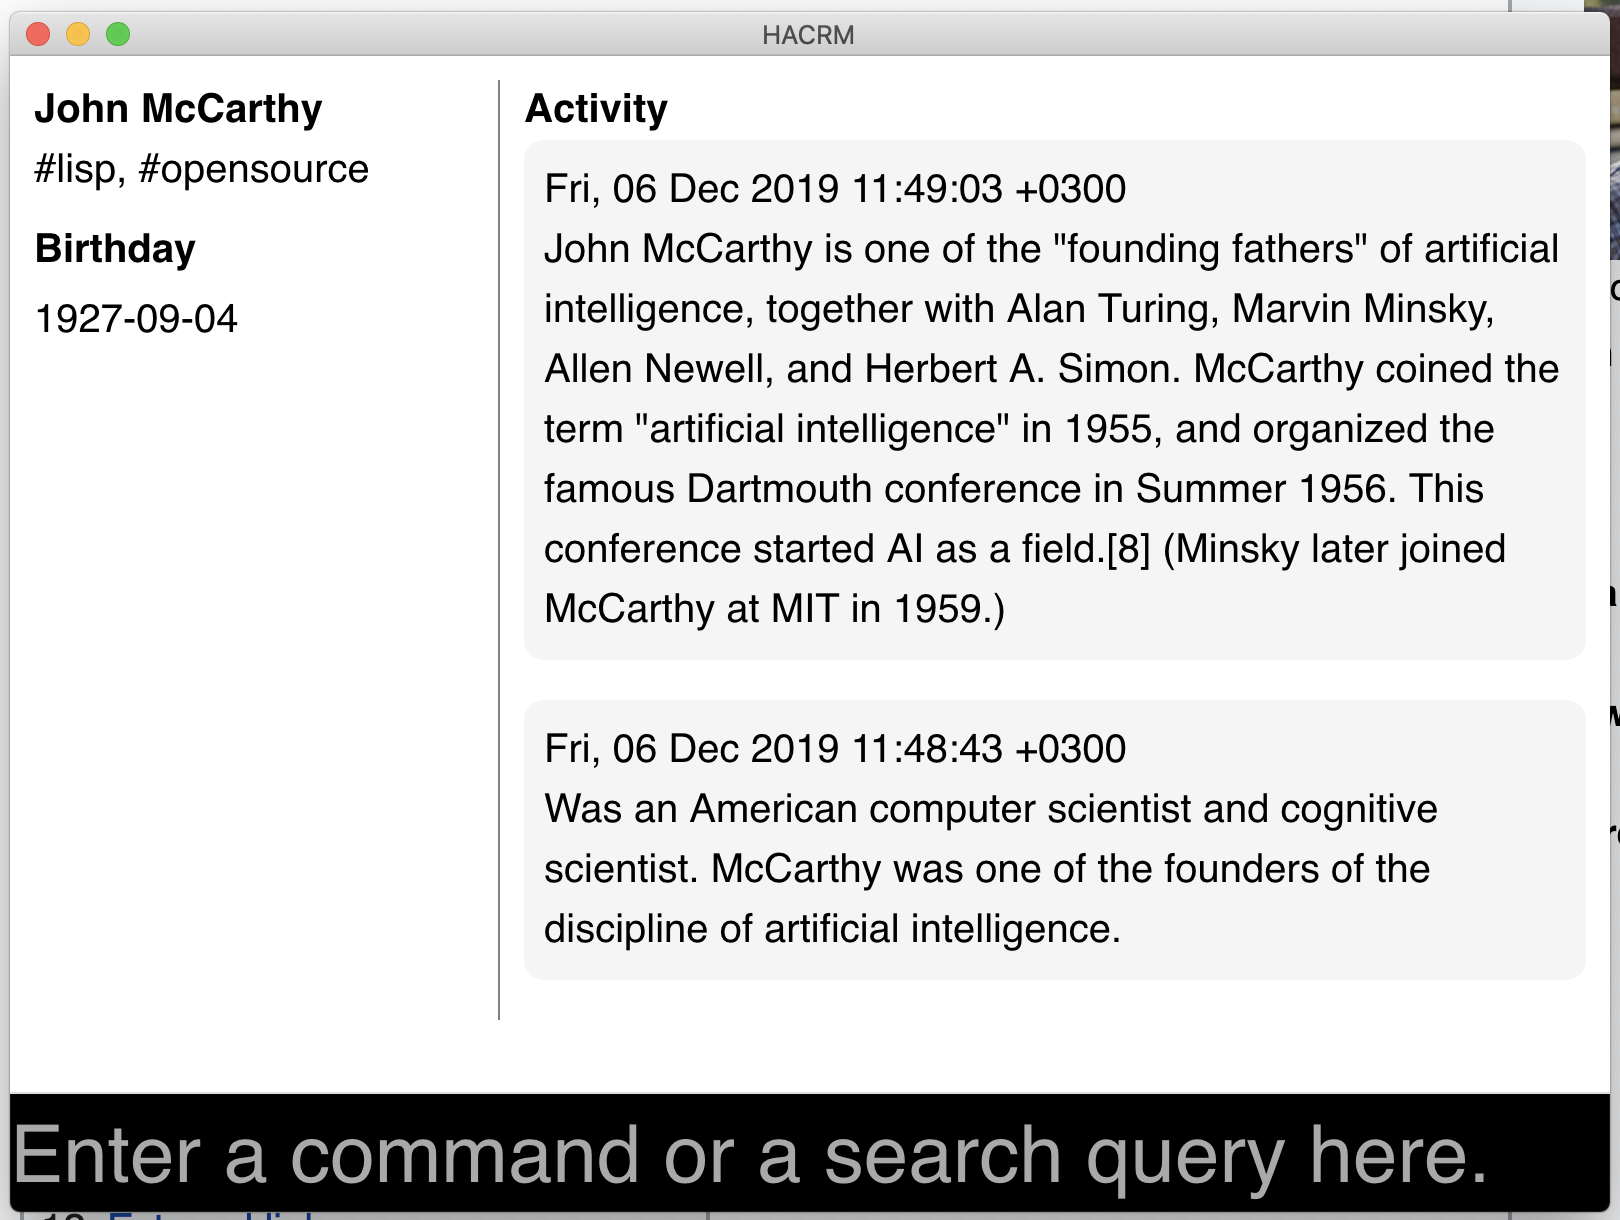 HACRM
John McCarthy
#lisp, #opensource
Birthday
1927-09-04
Activity
Fri, 06 Dec 2019 11:49:03 +0300
John McCarthy is one of the "founding fathers" of artificial
intelligence, together with Alan Turing, Marvin Minsky,
Allen Newell, and Herbert A. Simon. McCarthy coined the
term "artificial intelligence" in 1955, and organized the
famous Dartmouth conference in Summer 1956. This
conference started AI as a field.[8] (Minsky later joined
McCarthy at MIT in 1959.)
Fri, 06 Dec 2019 11:48:43 +0300
Was an American computer scientist and cognitive
scientist. McCarthy was one of the founders of the
discipline of artificial intelligence.
Enter a command or a search query here.